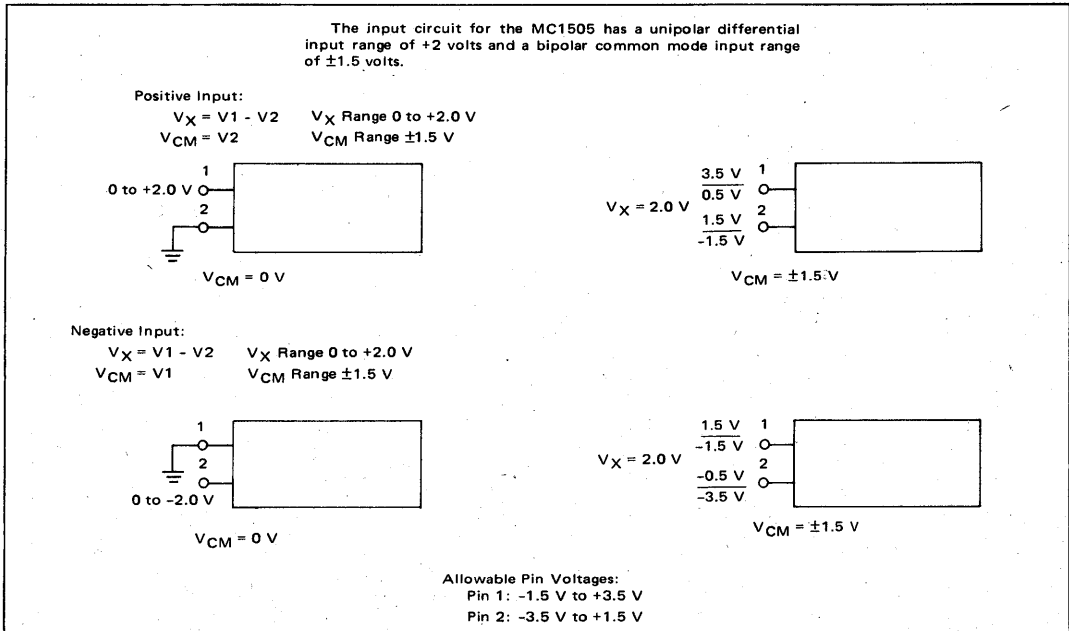 The input circuit for the MC1505 has a unipolar differential
input range of +2 volts and a bipolar common mode input range
of ±1.5 volts.
Positive Input:
VX = V1 - V2 VX Range 0 to +2.0 V
VCM = V2 VCM Range ±1.5 V
1
0 to +2.0 V
2
VCM = 0 V
VX = 2.0 V
3.5 V
0.5 V
1
1.5 V
-1.5 V
2
VCM = ±1.5 V
Negative Input:
VX = V1 - V2 VX Range 0 to +2.0 V
VCM = V1 VCM Range ±1.5 V
1
2
0 to -2.0 V
VCM = 0 V
VX = 2.0 V
1.5 V
-1.5 V
1
-0.5 V
-3.5 V
2
VCM = ±1.5 V
Allowable Pin Voltages:
Pin 1: -1.5 V to +3.5 V
Pin 2: -3.5 V to +1.5 V